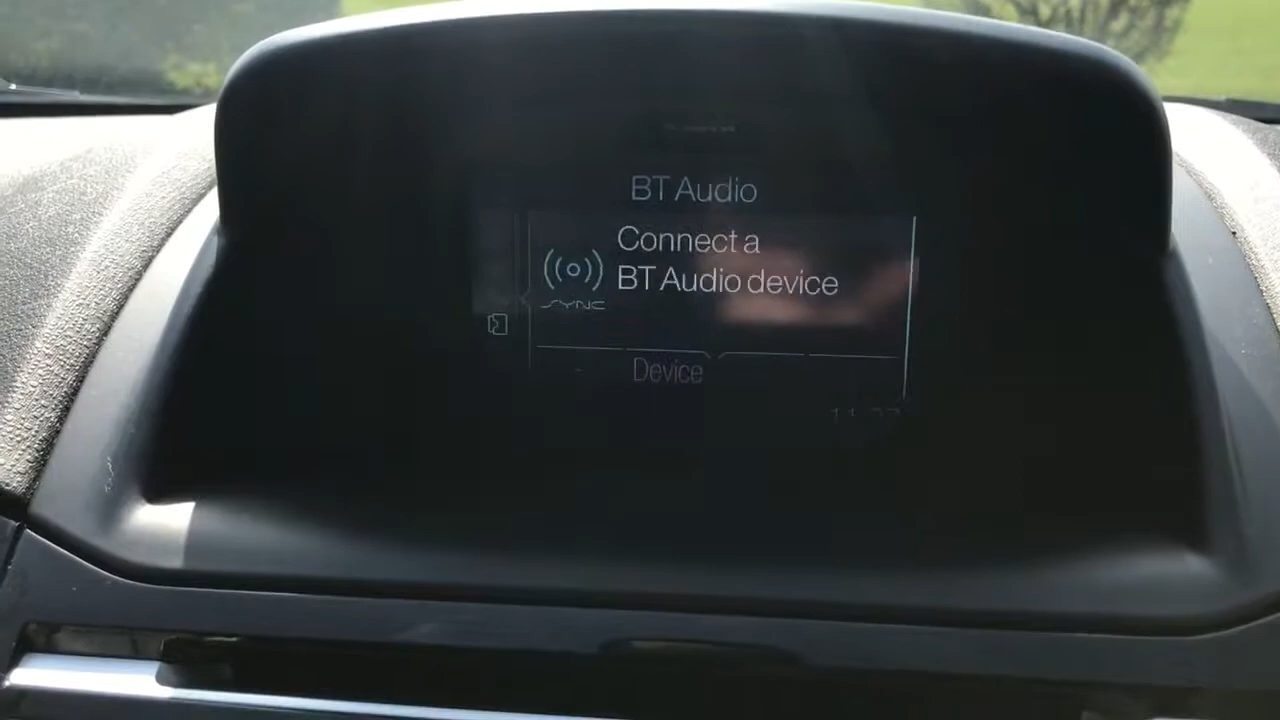 BT Audio
Connect a
BT Audio device
SYNC
Device